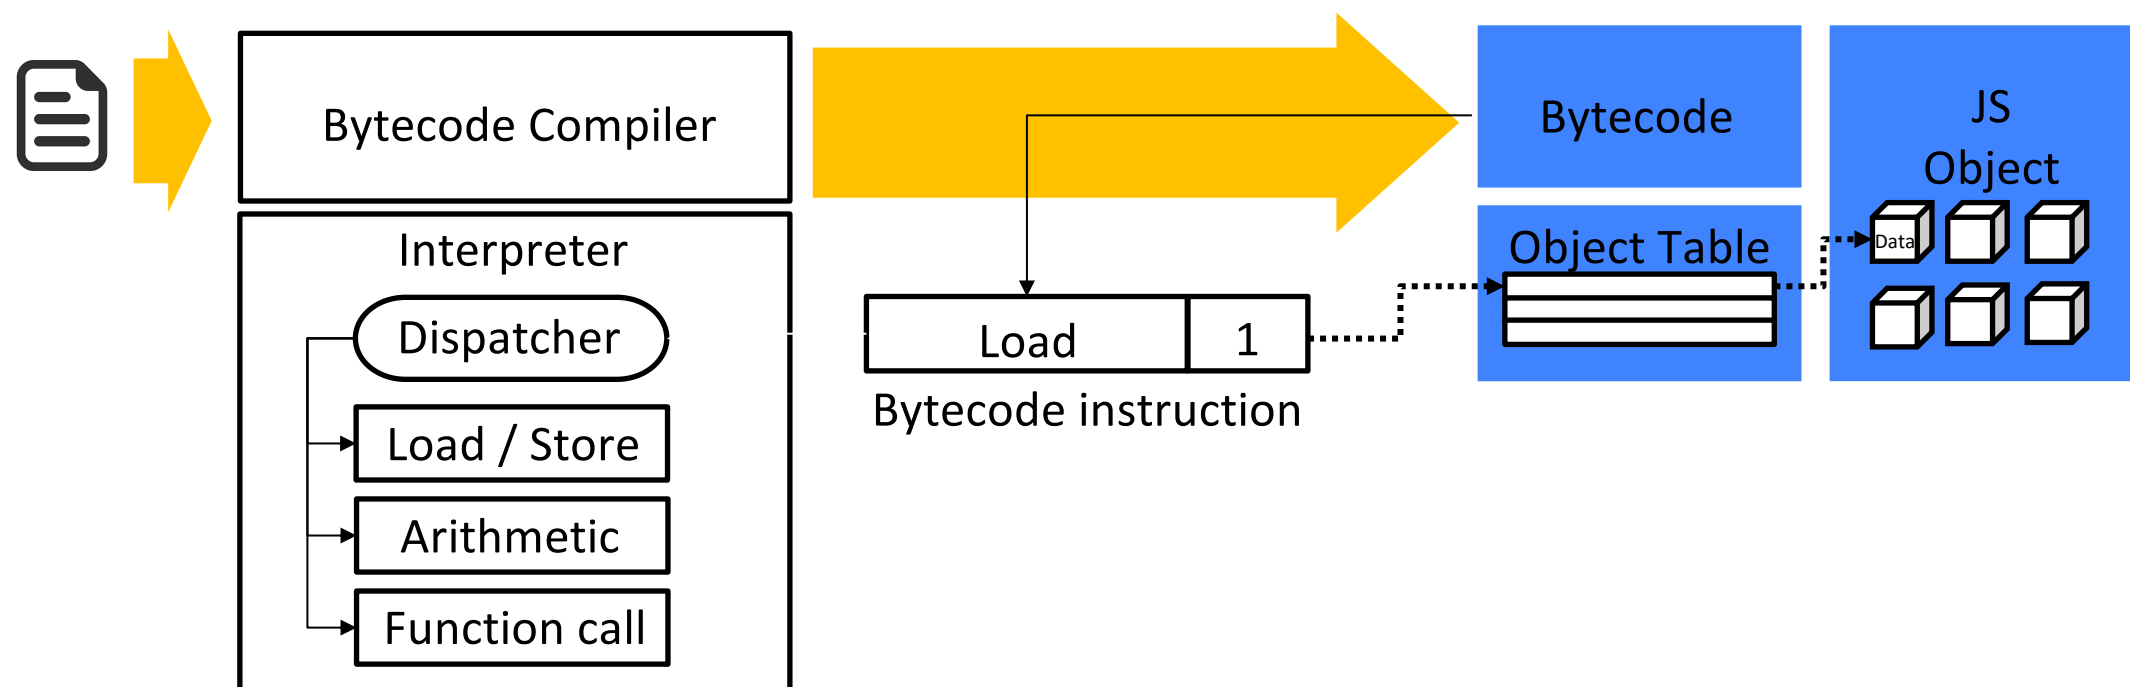 Bytecode Compiler
Bytecode
JS
Object
Interpreter
Object Table
Data
Dispatcher
Load 1
Bytecode instruction
Load / Store
Arithmetic
Function call